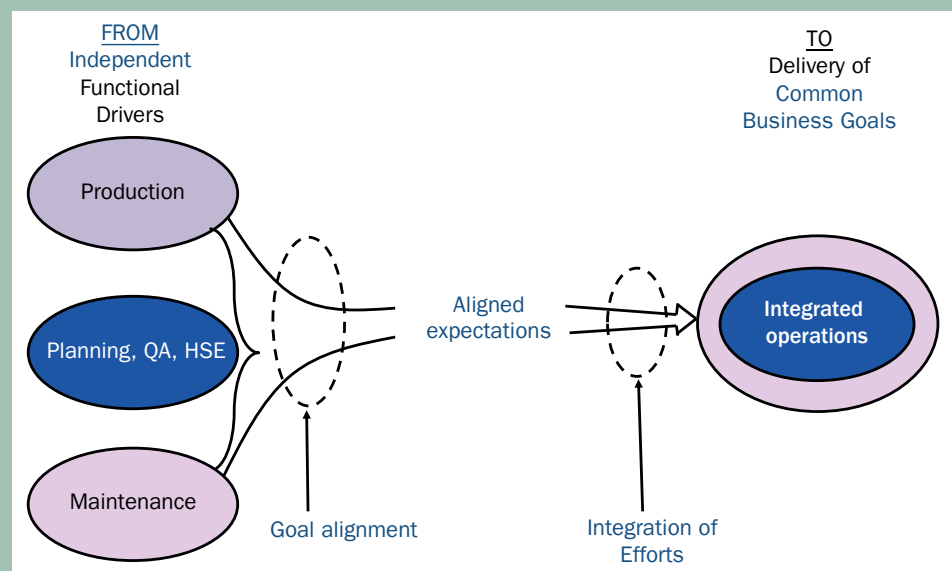 FROM
Independent
Functional
Drivers
TO
Delivery of
Common
Business Goals
Production
Planning, QA, HSE
Maintenance
Aligned
expectations
Integrated
operations
Goal alignment
Integration of
Efforts